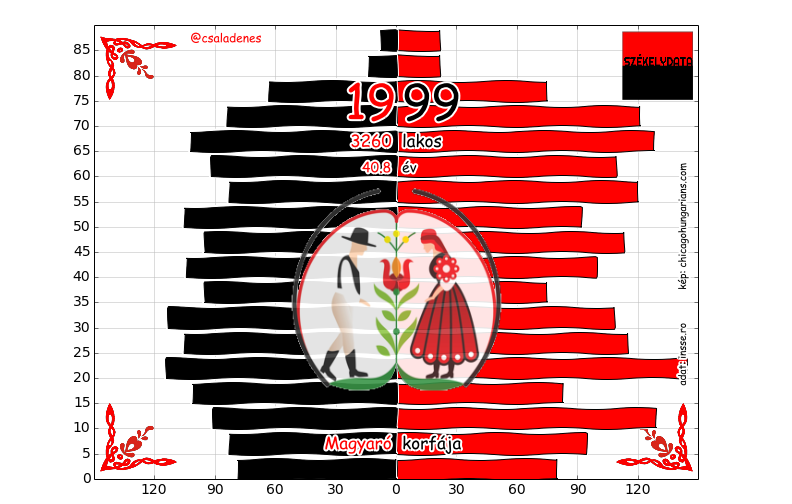 @csaladenes
SZÉKELYDATA
1999
3260 lakos
40.8 év
kép: chicagohungarians.com
adat: insse.ro
Magyaró korfája
85
80
75
70
65
60
55
50
45
40
35
30
25
20
15
10
5
0
120 90 60 30 0 30 60 90 120